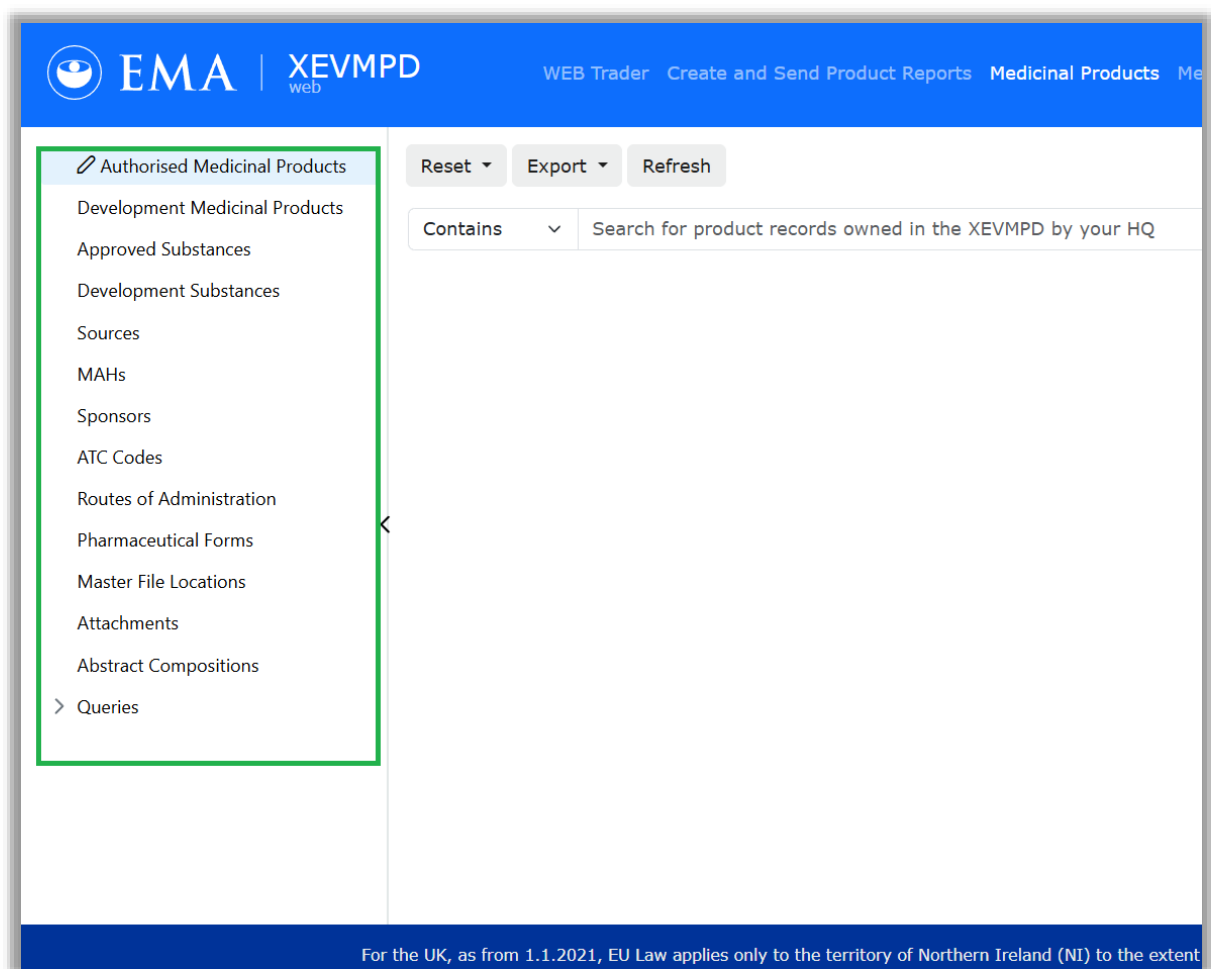 EMA | XEVMPD
web
WEB Trader Create and Send Product Reports Medicinal Products
Authorised Medicinal Products
Development Medicinal Products
Approved Substances
Development Substances
Sources
MAHs
Sponsors
ATC Codes
Routes of Administration
Pharmaceutical Forms
Master File Locations
Attachments
Abstract Compositions
Queries
Reset Export Refresh
Contains Search for product records owned in the XEVMPD by your HQ
For the UK, as from 1.1.2021, EU Law applies only to the territory of Northern Ireland (NI) to the extent